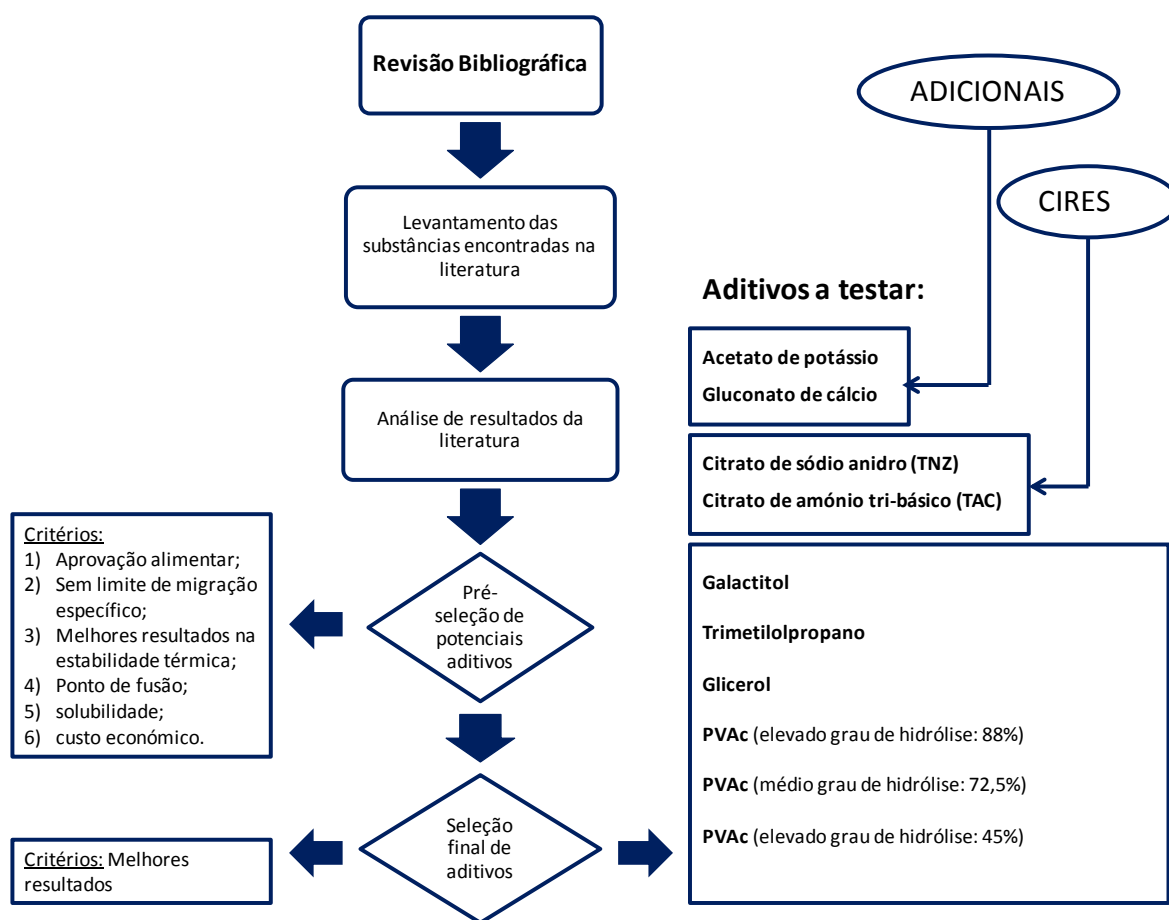 Revisão Bibliográfica
Levantamento das
substâncias encontradas na
literatura
Análise de resultados da
literatura
Critérios:
1) Aprovação alimentar;
2) Sem limite de migração
específico;
3) Melhores resultados na
estabilidade térmica;
4) Ponto de fusão;
5) solubilidade;
6) custo económico.
Pré-
seleção de
potenciais
aditivos
Critérios: Melhores
resultados
Seleção
final de
aditivos
ADICIONAIS
CIRES
Aditivos a testar:
Acetato de potássio
Gluconato de cálcio
Citrato de sódio anidro (TNZ)
Citrato de amónio tri-básico (TAC)
Galactitol
Trimetilolpropano
Glicerol
PVAc (elevado grau de hidrólise: 88%)
PVAc (médio grau de hidrólise: 72,5%)
PVAc (elevado grau de hidrólise: 45%)